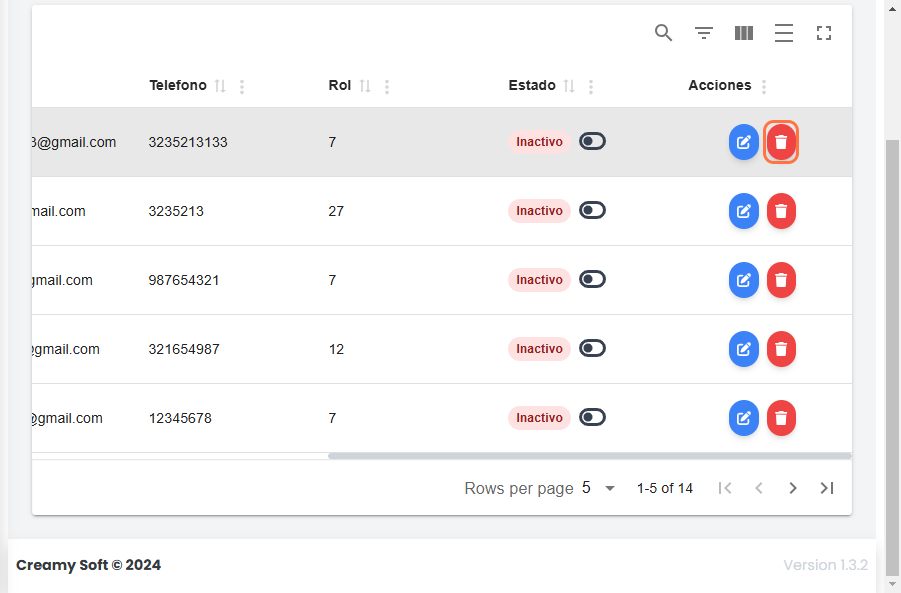 Telefono Rol Estado Acciones
3@gmail.com 3235213133 7 Inactivo
mail.com 3235213 27 Inactivo
gmail.com 987654321 7 Inactivo
@gmail.com 321654987 12 Inactivo
@gmail.com 12345678 7 Inactivo
Rows per page 5 1-5 of 14
Creamy Soft © 2024 Version 1.3.2